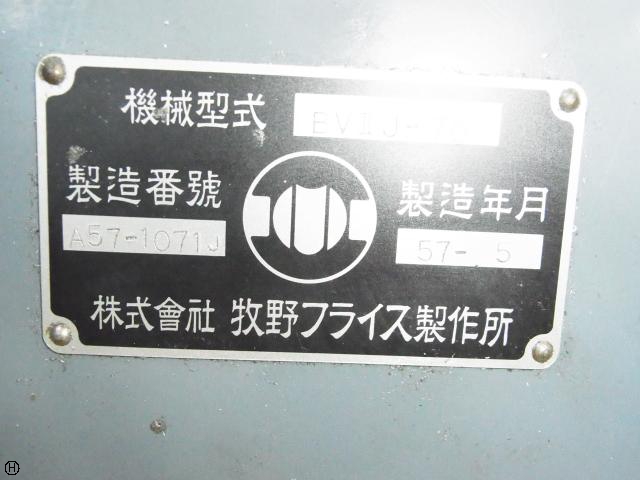 機械型式 BVⅡJ-
製造番號
A57-1071J
製造年月
57-.5
株式會社 牧野フライス製作所
H